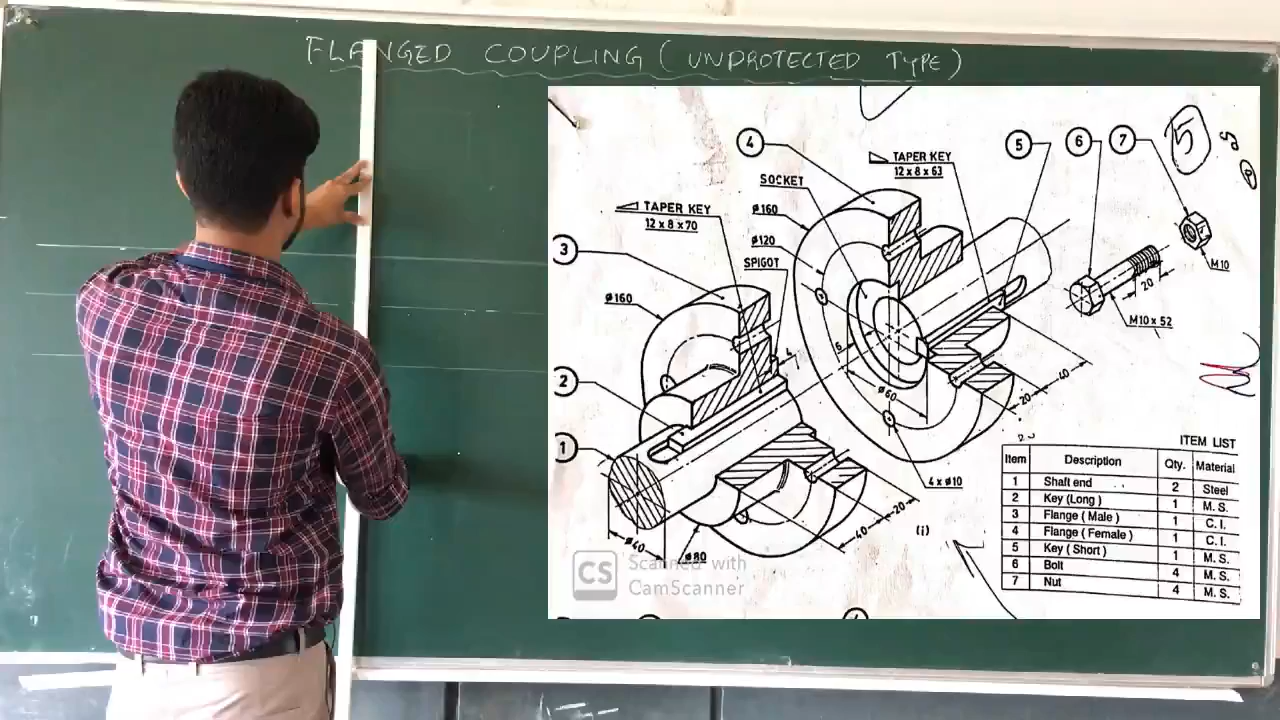 FLANGED COUPLING ( UNPROTECTED TYPE )
5
4
5
6
7
TAPER KEY
12 x 8 x 63
SOCKET
TAPER KEY
12 x 8 x 70
Ø160
Ø120
3
SPIGOT
M10
20
Ø160
M10 x 52
4
6
2
40
20
Ø60
1
4 x Ø10
20
40
(i)
Ø40
Ø80
ITEM LIST
Item Description Qty. Material
1 Shaft end 2 Steel
2 Key (Long ) 1 M. S.
3 Flange ( Male ) 1 C. I.
4 Flange ( Female ) 1 C. I.
5 Key ( Short ) 1 M. S.
6 Bolt 4 M. S.
7 Nut 4 M. S.
CS Scanned with
CamScanner